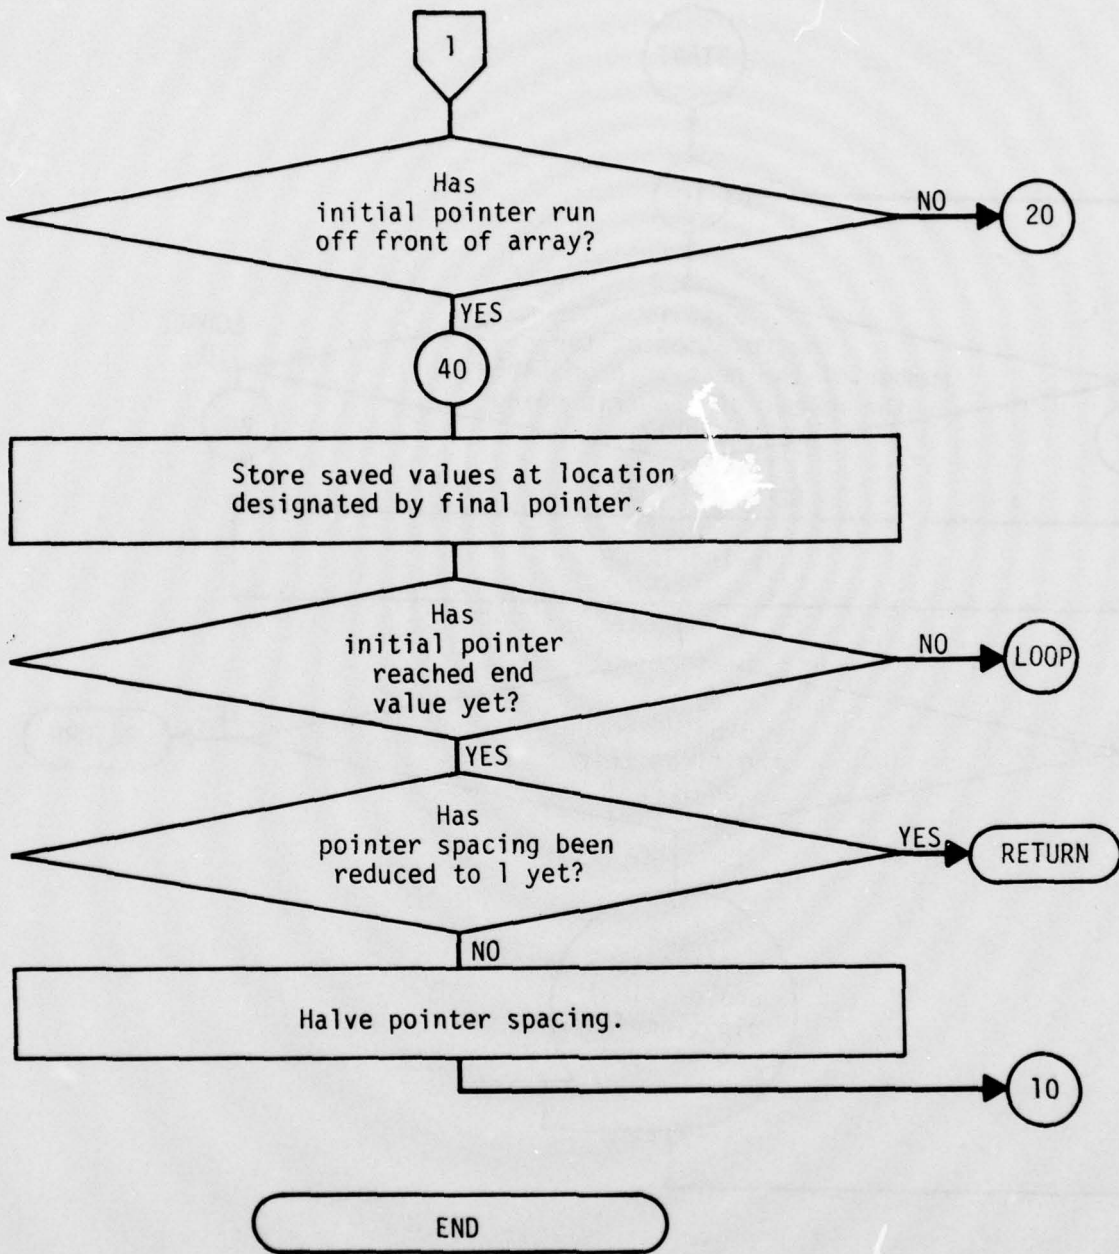 1
Has
initial pointer run
off front of array?
NO
20
YES
40
Store saved values at location
designated by final pointer.
Has
initial pointer
reached end
value yet?
NO
LOOP
YES
Has
pointer spacing been
reduced to 1 yet?
YES
RETURN
NO
Halve pointer spacing.
10
END